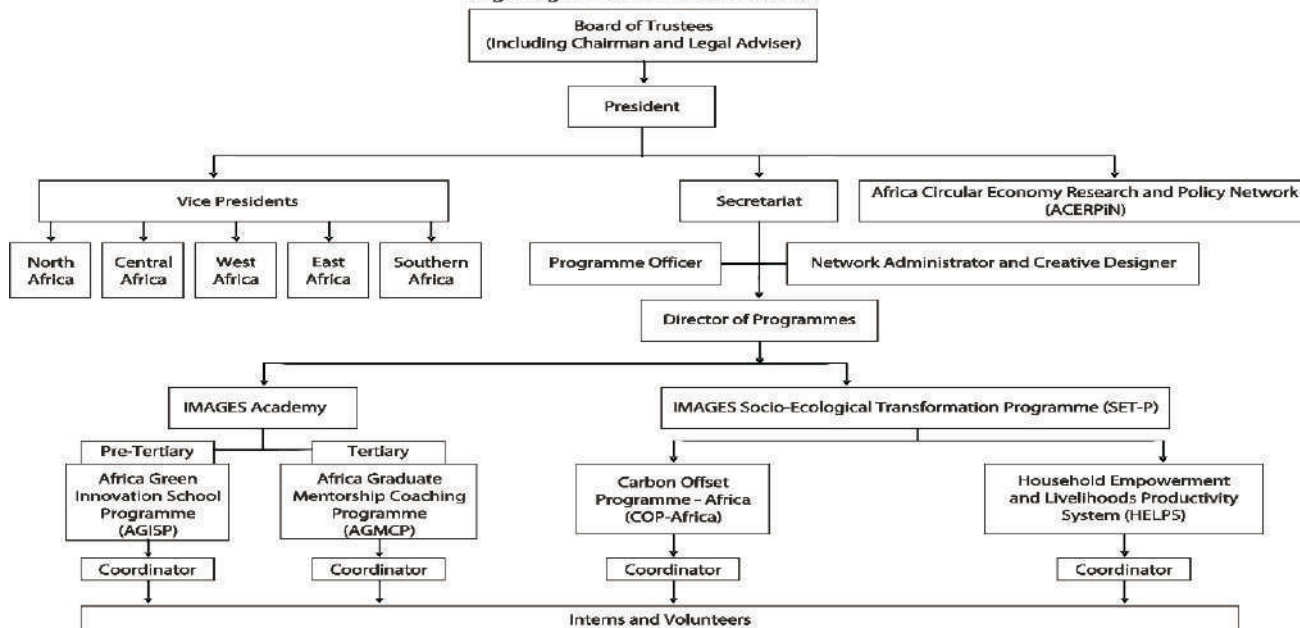 Board of Trustees
(Including Chairman and Legal Adviser)
President
Vice Presidents
Secretariat
Africa Circular Economy Research and Policy Network
(ACERPiN)
North
Africa
Central
Africa
West
Africa
East
Africa
Southern
Africa
Programme Officer
Network Administrator and Creative Designer
Director of Programmes
IMAGES Academy
IMAGES Socio-Ecological Transformation Programme (SET-P)
Pre-Tertiary
Africa Green
Innovation School
Programme
(AGISP)
Tertiary
Africa Graduate
Mentorship Coaching
Programme
(AGMCP)
Carbon Offset
Programme – Africa
(COP-Africa)
Household Empowerment
and Livelihoods Productivity
System (HELPS)
Coordinator
Coordinator
Coordinator
Coordinator
Interns and Volunteers